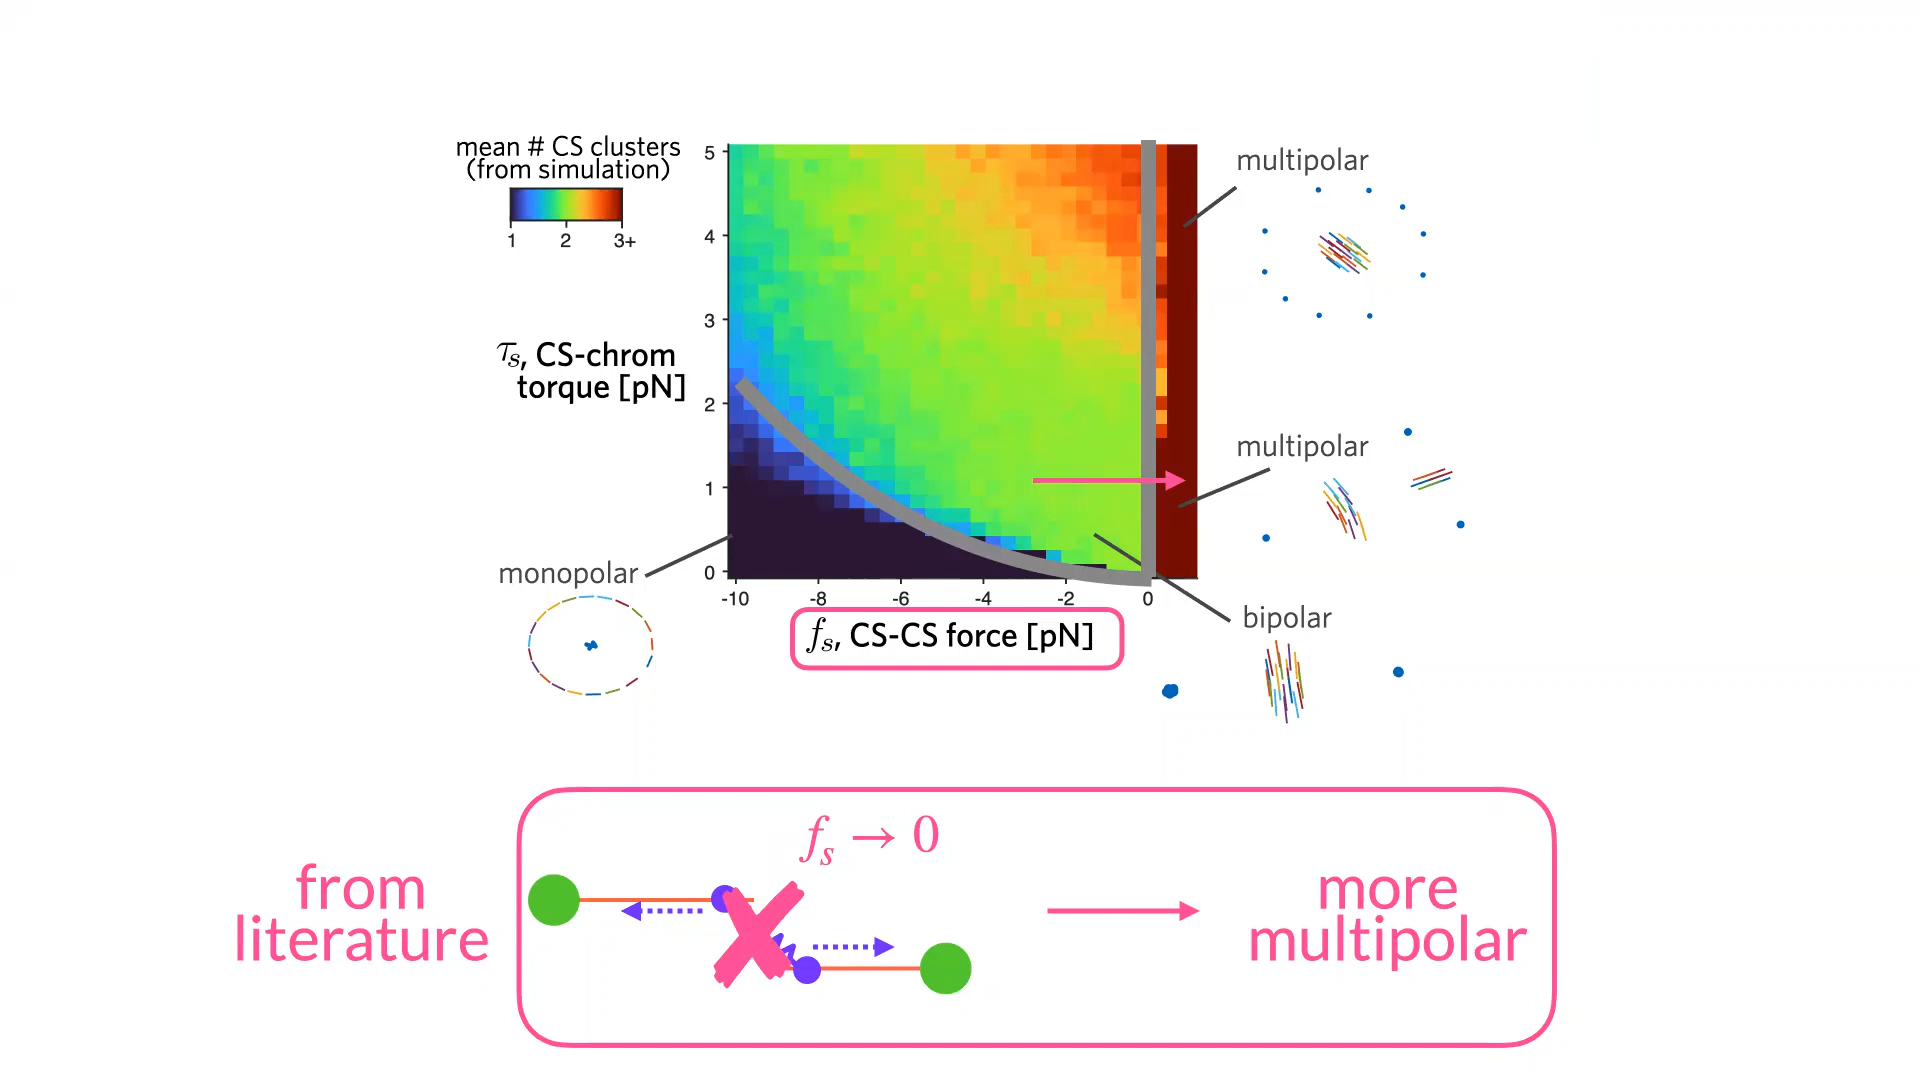 mean # CS clusters
(from simulation)
1 2 3+
τₛ, CS-chrom
torque [pN]
5
4
3
2
1
0
-10 -8 -6 -4 -2 0
fₛ, CS-CS force [pN]
multipolar
multipolar
bipolar
monopolar
from
literature
fₛ → 0
more
multipolar